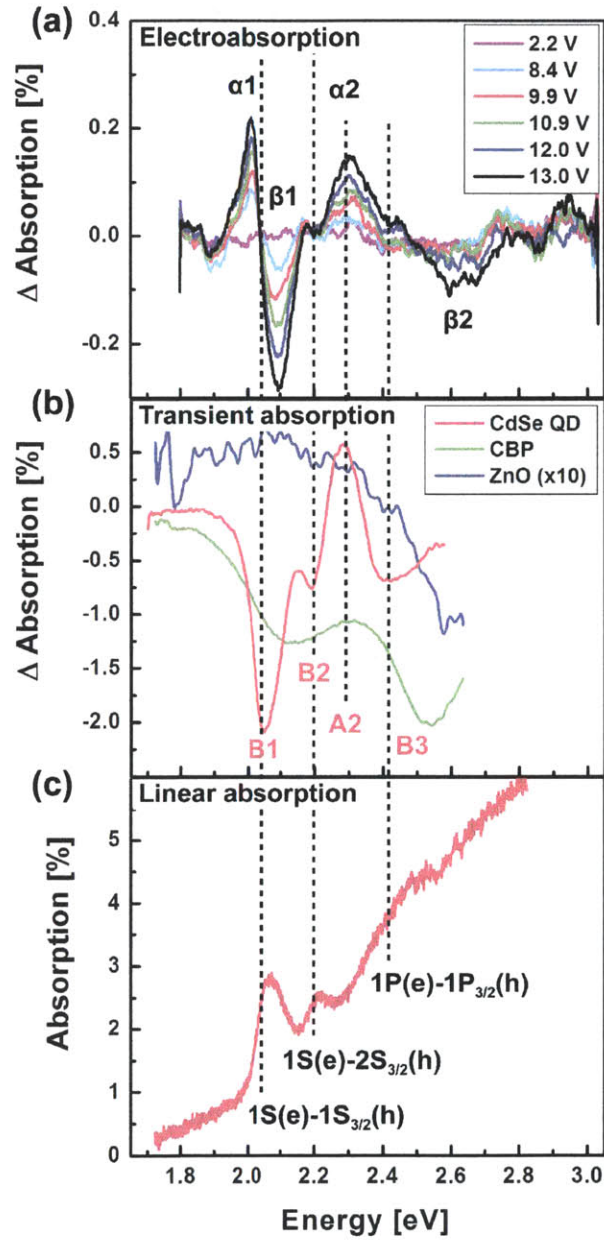 (a)
Electroabsorption
2.2 V
8.4 V
9.9 V
10.9 V
12.0 V
13.0 V
α1
α2
β1
β2
Δ Absorption [%]
0.4
0.2
0.0
-0.2
(b)
Transient absorption
CdSe QD
CBP
ZnO (x10)
B1
B2
A2
B3
Δ Absorption [%]
0.5
0.0
-0.5
-1.0
-1.5
-2.0
(c)
Linear absorption
1P(e)-1P3/2(h)
1S(e)-2S3/2(h)
1S(e)-1S3/2(h)
Absorption [%]
5
4
3
2
1
0
1.8 2.0 2.2 2.4 2.6 2.8 3.0
Energy [eV]